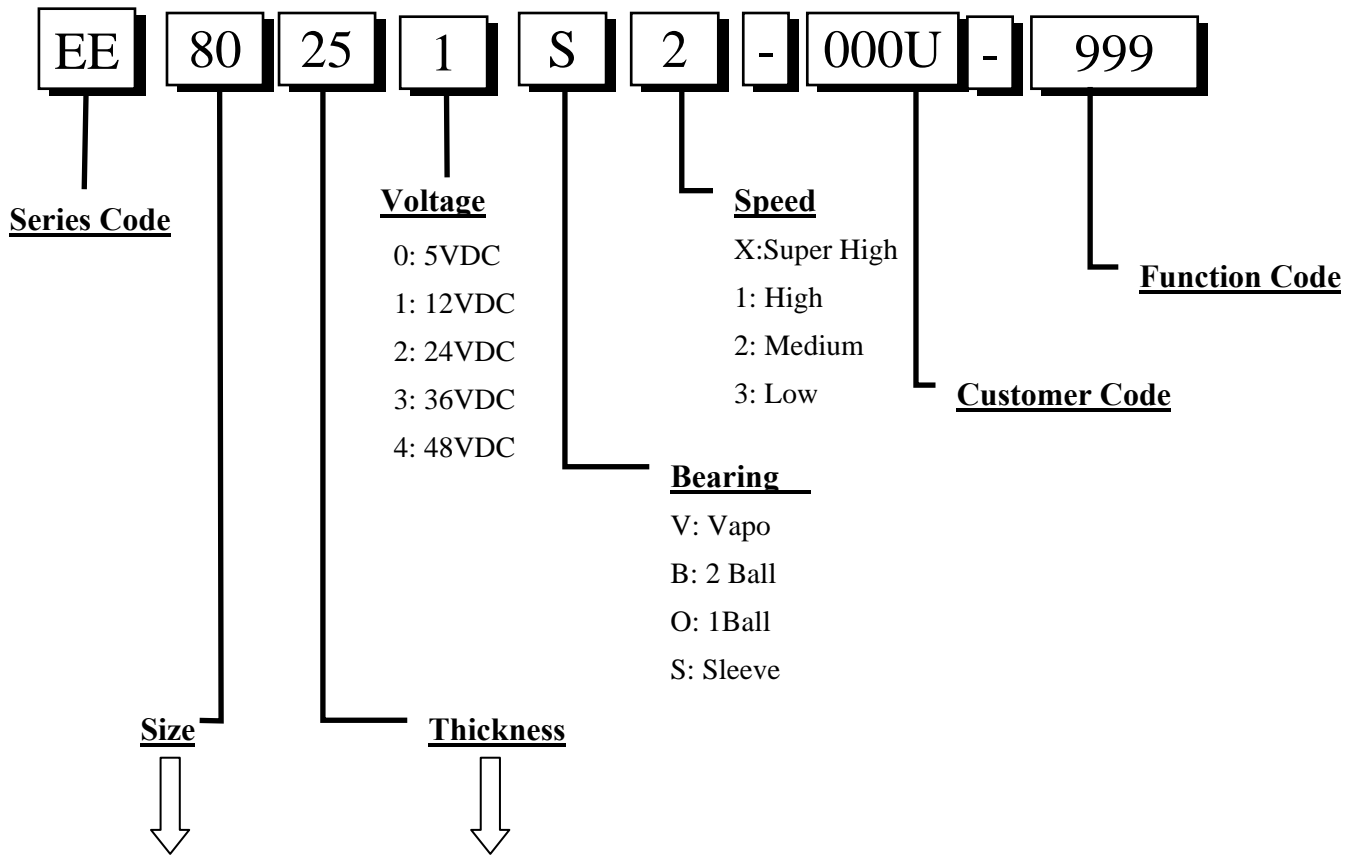 EE 80 25 1 S 2 - 000U - 999
Series Code
Voltage
0: 5VDC
1: 12VDC
2: 24VDC
3: 36VDC
4: 48VDC
Speed
X:Super High
1: High
2: Medium
3: Low
Function Code
Customer Code
Bearing
V: Vapo
B: 2 Ball
O: 1Ball
S: Sleeve
Size
Thickness